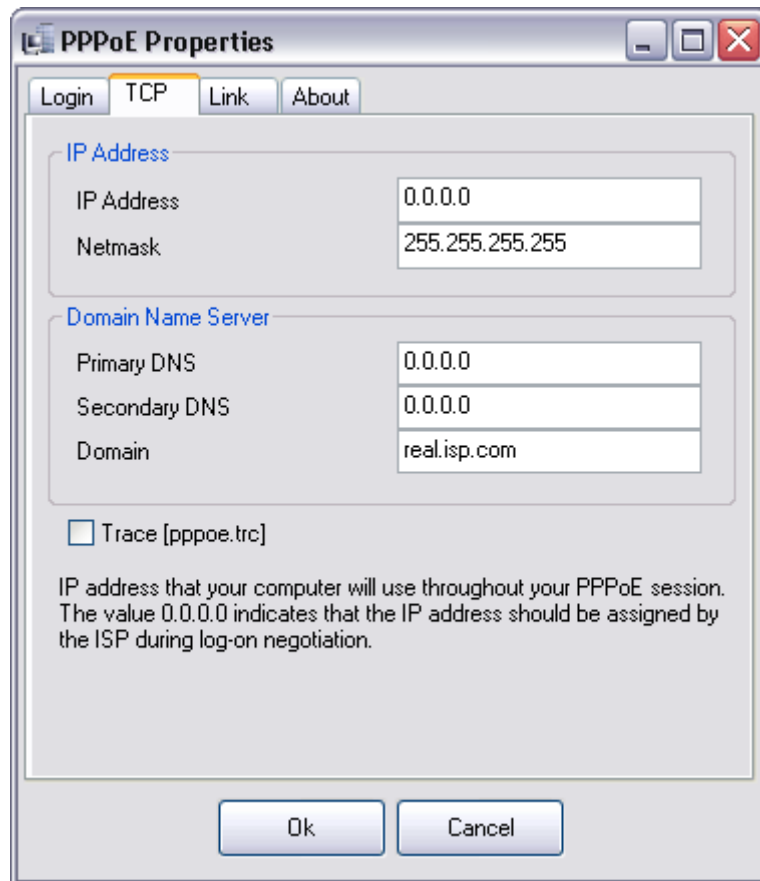 PPPoE Properties
Login TCP Link About
IP Address
IP Address 0.0.0.0
Netmask 255.255.255.255
Domain Name Server
Primary DNS 0.0.0.0
Secondary DNS 0.0.0.0
Domain real.isp.com
Trace [pppoe.trc]
IP address that your computer will use throughout your PPPoE session.
The value 0.0.0.0 indicates that the IP address should be assigned by
the ISP during log-on negotiation.
Ok Cancel